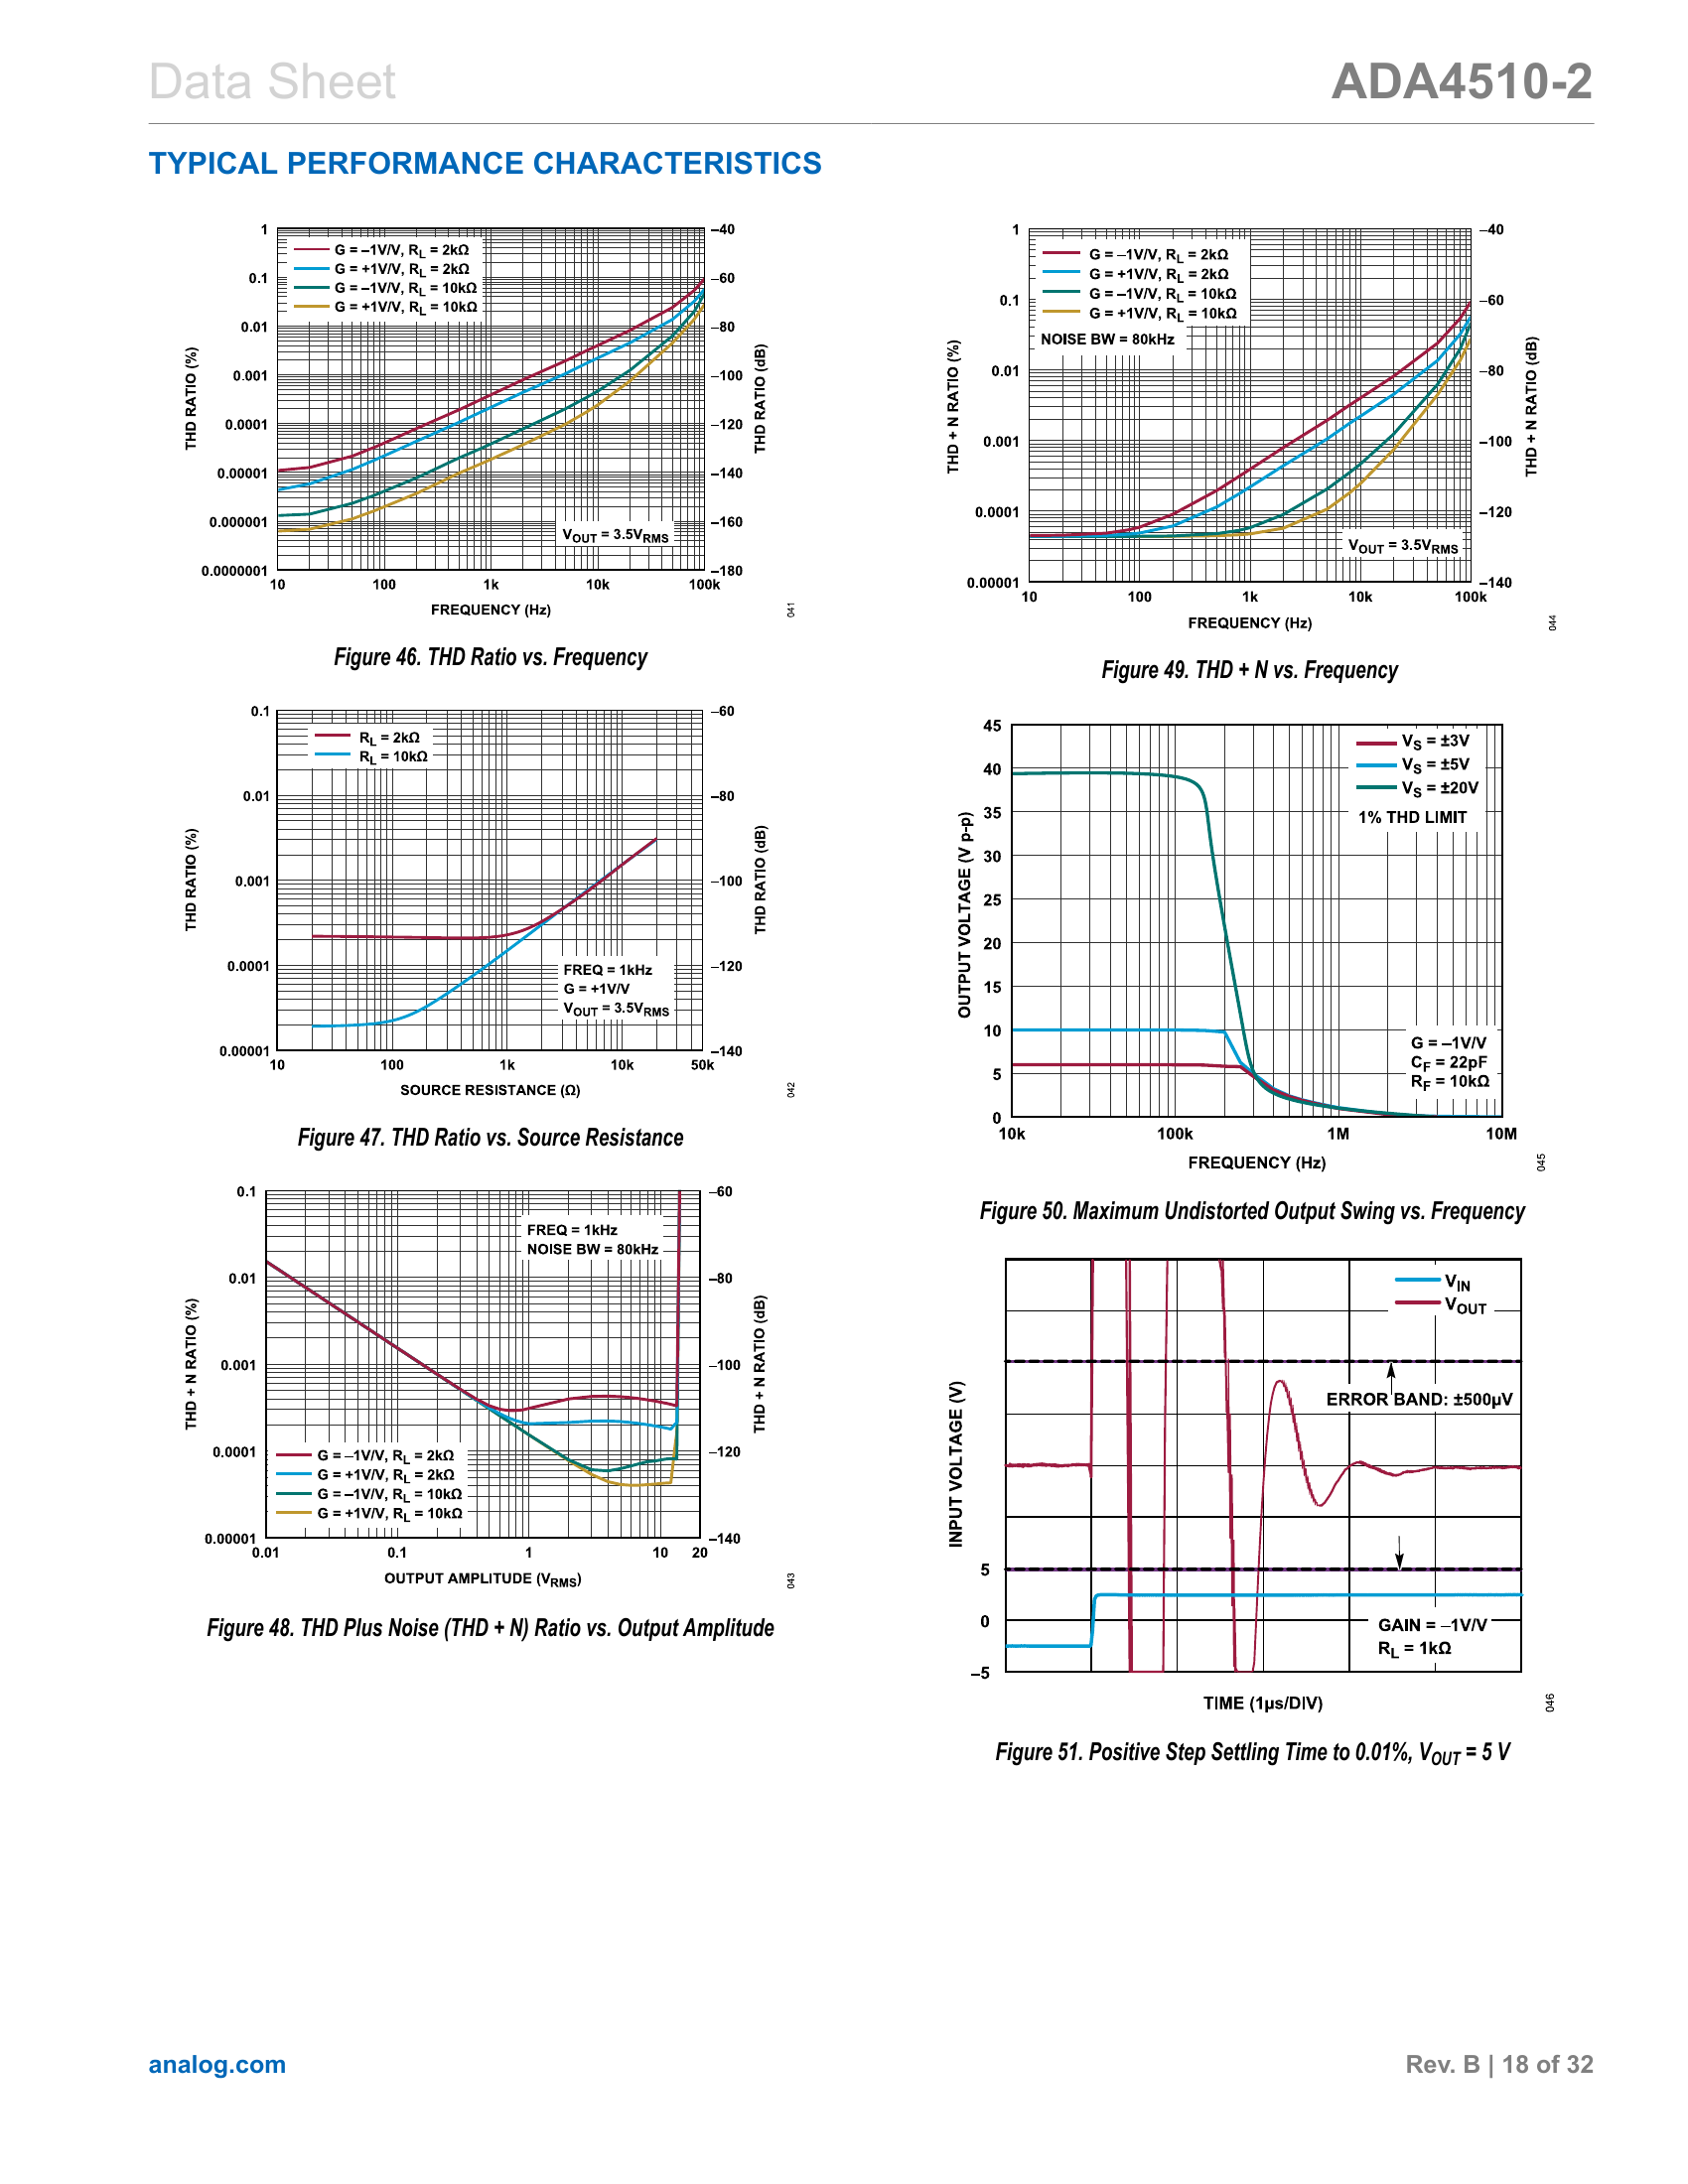 Data Sheet
ADA4510-2
TYPICAL PERFORMANCE CHARACTERISTICS
1
0.1
0.01
0.001
0.0001
0.00001
0.000001
0.0000001
THD RATIO (%)
G = –1V/V, RL = 2kΩ
G = +1V/V, RL = 2kΩ
G = –1V/V, RL = 10kΩ
G = +1V/V, RL = 10kΩ
VOUT = 3.5VRMS
–40
–60
–80
–100
–120
–140
–160
–180
THD RATIO (dB)
10 100 1k 10k 100k
FREQUENCY (Hz)
041
Figure 46. THD Ratio vs. Frequency
0.1
0.01
0.001
0.0001
0.00001
THD RATIO (%)
RL = 2kΩ
RL = 10kΩ
FREQ = 1kHz
G = +1V/V
VOUT = 3.5VRMS
–60
–80
–100
–120
–140
THD RATIO (dB)
10 100 1k 10k 50k
SOURCE RESISTANCE (Ω)
042
Figure 47. THD Ratio vs. Source Resistance
0.1
0.01
0.001
0.0001
0.00001
THD + N RATIO (%)
FREQ = 1kHz
NOISE BW = 80kHz
G = –1V/V, RL = 2kΩ
G = +1V/V, RL = 2kΩ
G = –1V/V, RL = 10kΩ
G = +1V/V, RL = 10kΩ
–60
–80
–100
–120
–140
THD + N RATIO (dB)
0.01 0.1 1 10 20
OUTPUT AMPLITUDE (VRMS)
043
Figure 48. THD Plus Noise (THD + N) Ratio vs. Output Amplitude
1
0.1
0.01
0.001
0.0001
0.00001
THD + N RATIO (%)
G = –1V/V, RL = 2kΩ
G = +1V/V, RL = 2kΩ
G = –1V/V, RL = 10kΩ
G = +1V/V, RL = 10kΩ
NOISE BW = 80kHz
VOUT = 3.5VRMS
–40
–60
–80
–100
–120
–140
THD + N RATIO (dB)
10 100 1k 10k 100k
FREQUENCY (Hz)
044
Figure 49. THD + N vs. Frequency
45
40
35
30
25
20
15
10
5
0
OUTPUT VOLTAGE (V p-p)
VS = ±3V
VS = ±5V
VS = ±20V
1% THD LIMIT
G = –1V/V
CF = 22pF
RF = 10kΩ
10k 100k 1M 10M
FREQUENCY (Hz)
045
Figure 50. Maximum Undistorted Output Swing vs. Frequency
VIN
VOUT
ERROR BAND: ±500µV
INPUT VOLTAGE (V)
5
0
–5
GAIN = –1V/V
RL = 1kΩ
TIME (1µs/DIV)
046
Figure 51. Positive Step Settling Time to 0.01%, VOUT = 5 V
analog.com
Rev. B | 18 of 32